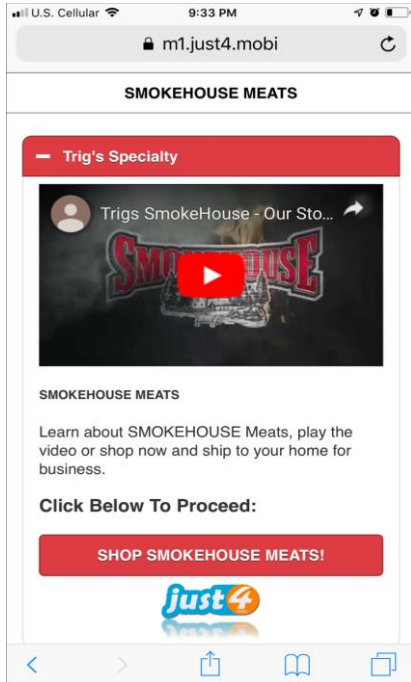 U.S. Cellular 9:33 PM
m1.just4.mobi
SMOKEHOUSE MEATS
Trig's Specialty
Trigs SmokeHouse - Our Sto...
SMOKEHOUSE
SMOKEHOUSE MEATS
Learn about SMOKEHOUSE Meats, play the
video or shop now and ship to your home for
business.
Click Below To Proceed:
SHOP SMOKEHOUSE MEATS!
just 4